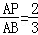 AP/AB = 2/3